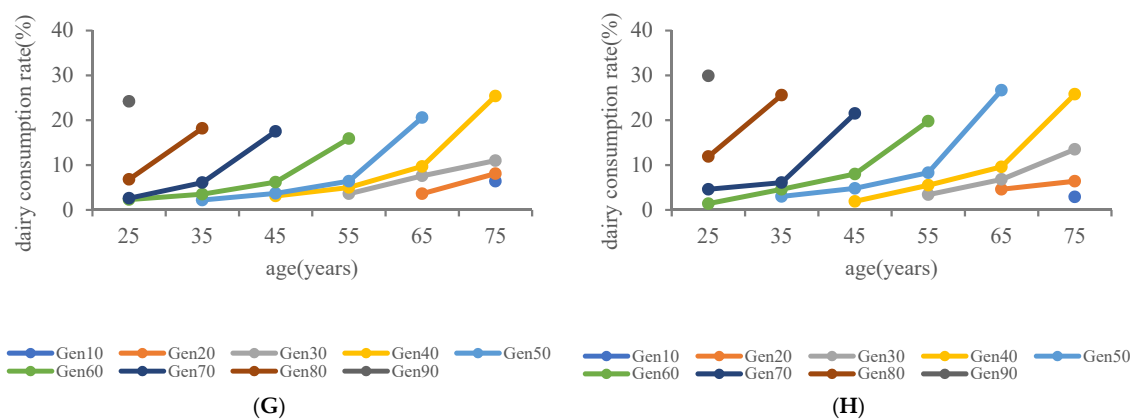 dairy consumption rate(%)
40
30
20
10
0
25 35 45 55 65 75
age(years)
Gen10 Gen20 Gen30 Gen40 Gen50
Gen60 Gen70 Gen80 Gen90
(G)
dairy consumption rate(%)
40
30
20
10
0
25 35 45 55 65 75
age(years)
Gen10 Gen20 Gen30 Gen40 Gen50
Gen60 Gen70 Gen80 Gen90
(H)